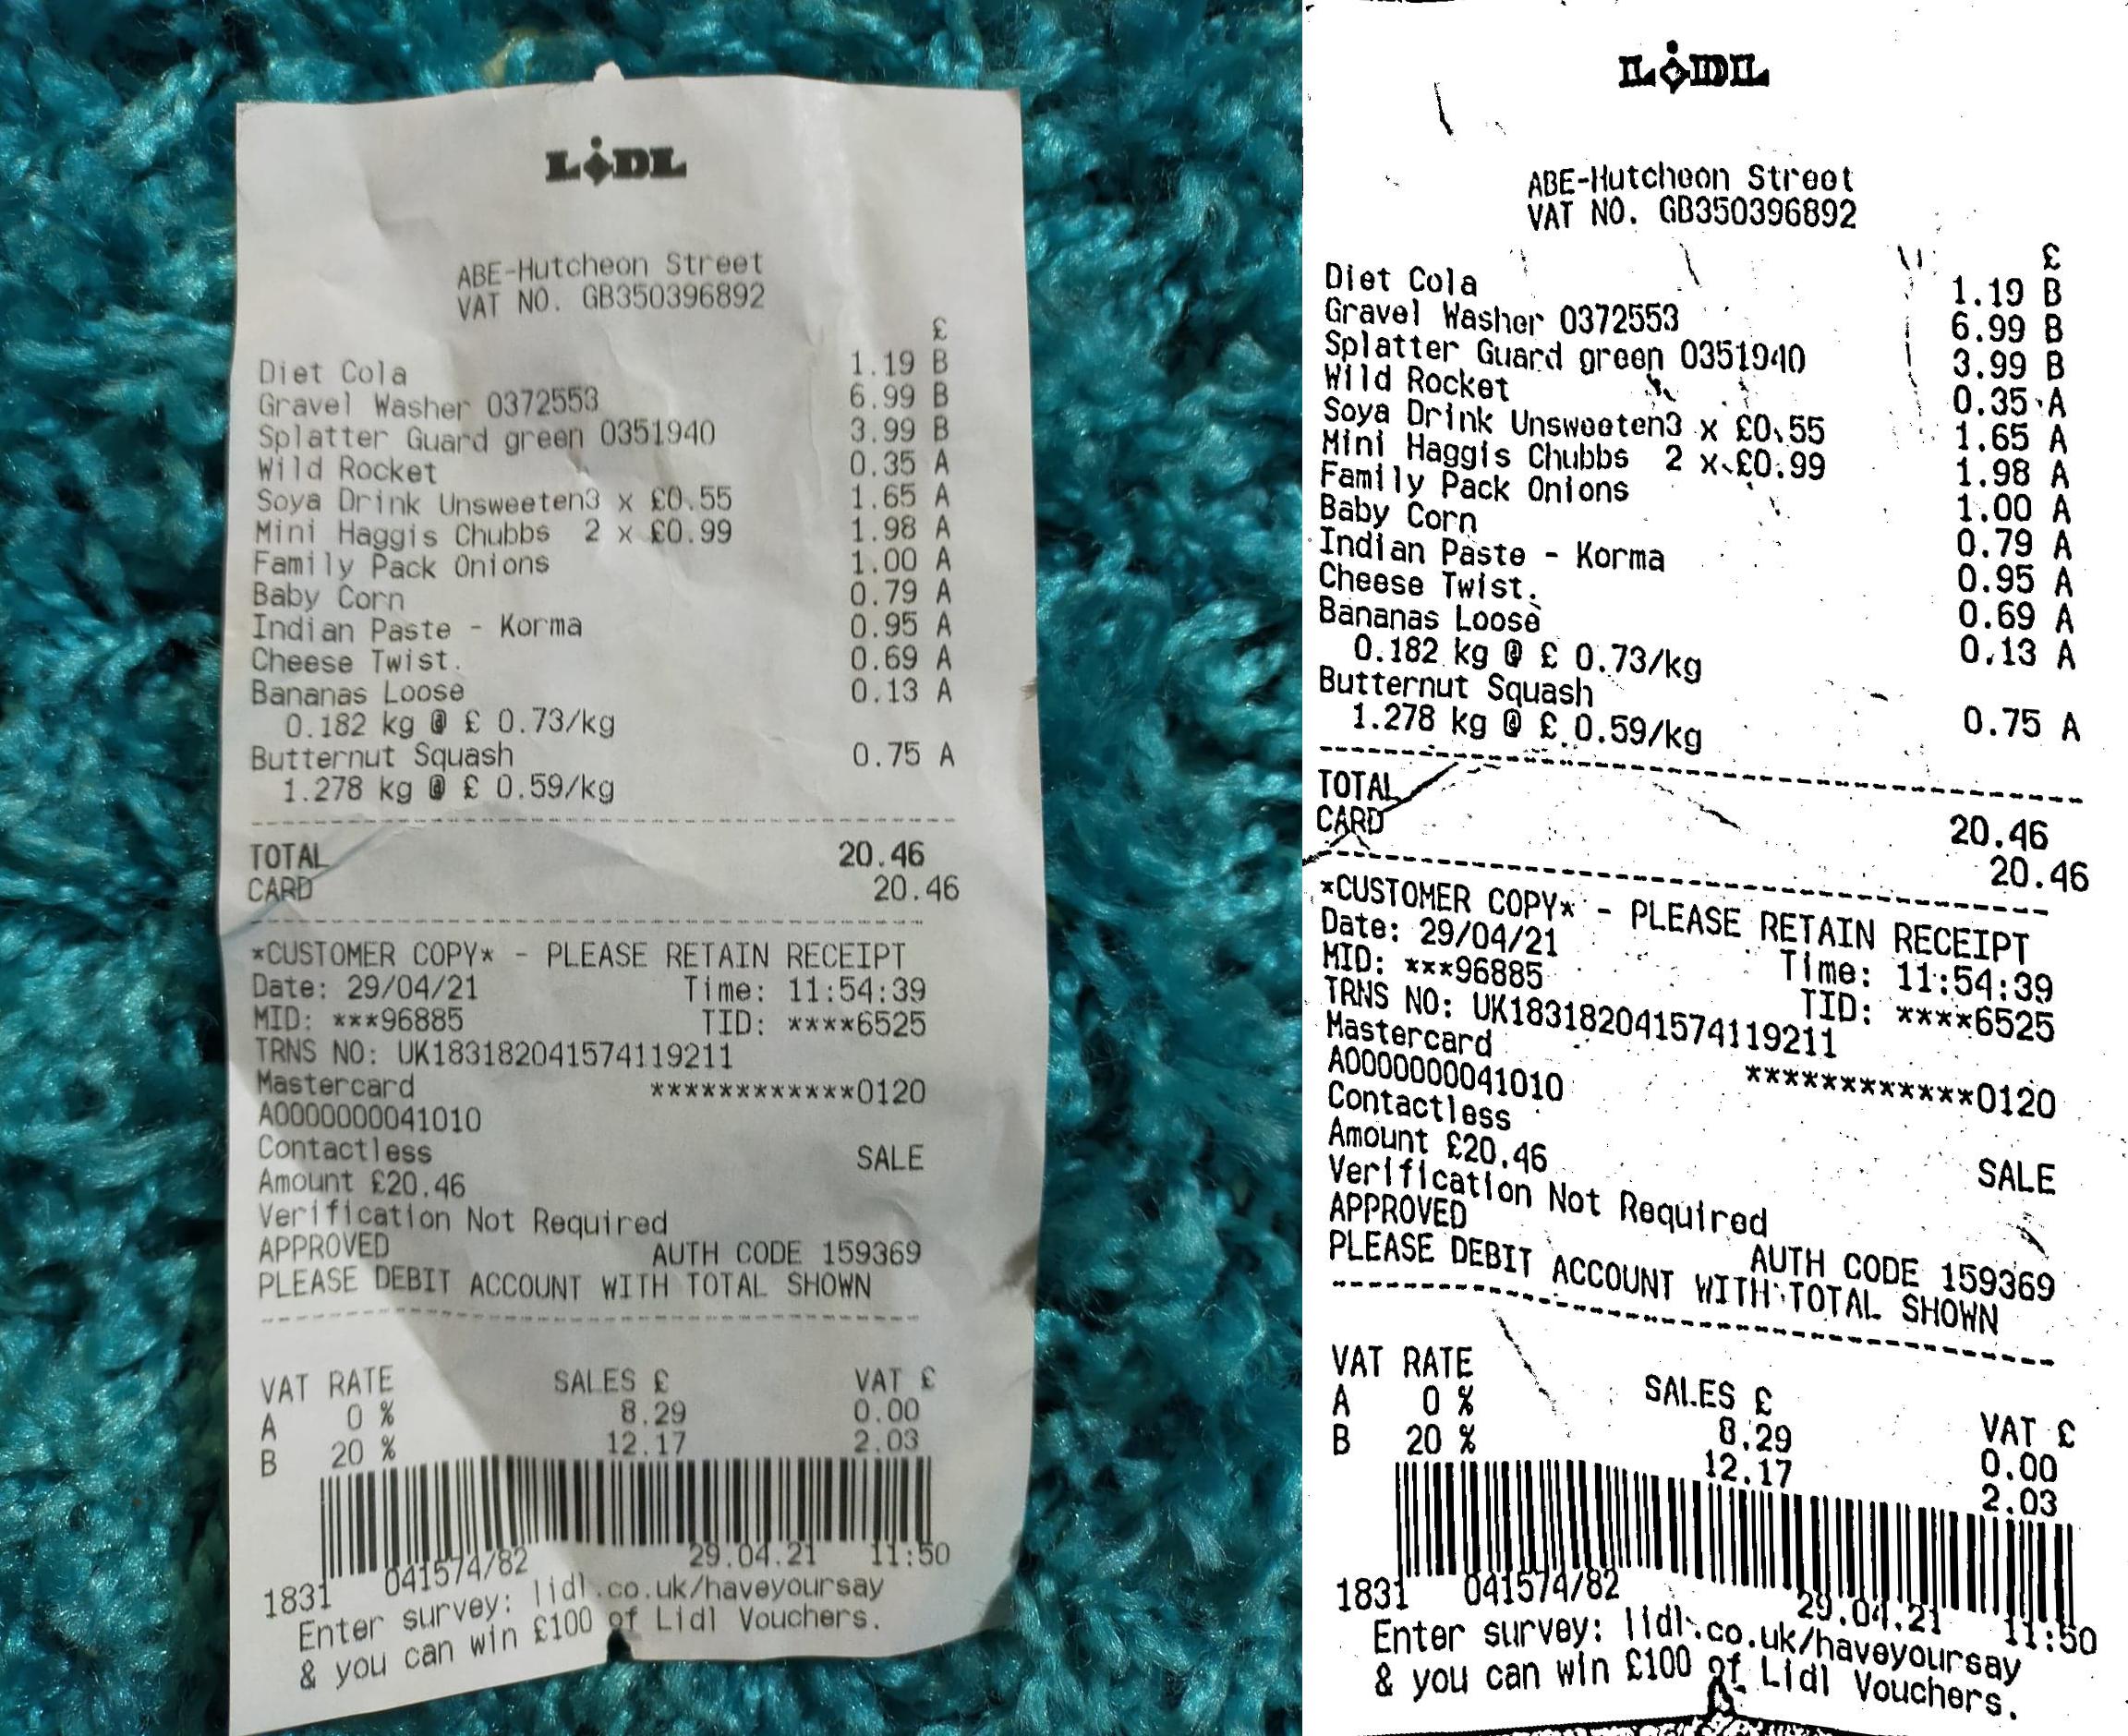 LIDL
ABE-Hutcheon Street
VAT NO. GB350396892
£
Diet Cola 1.19 B
Gravel Washer 0372553 6.99 B
Splatter Guard green 0351940 3.99 B
Wild Rocket 0.35 A
Soya Drink Unsweeten3 x £0.55 1.65 A
Mini Haggis Chubbs 2 x £0.99 1.98 A
Family Pack Onions 1.00 A
Baby Corn 0.79 A
Indian Paste - Korma 0.95 A
Cheese Twist. 0.69 A
Bananas Loose 0.13 A
0.182 kg @ £ 0.73/kg
Butternut Squash 0.75 A
1.278 kg @ £ 0.59/kg
TOTAL 20.46
CARD 20.46
*CUSTOMER COPY* - PLEASE RETAIN RECEIPT
Date: 29/04/21 Time: 11:54:39
MID: ***96885 TID: ****6525
TRNS NO: UK183182041574119211
Mastercard ************0120
A0000000041010
Contactless SALE
Amount £20.46
Verification Not Required
APPROVED AUTH CODE 159369
PLEASE DEBIT ACCOUNT WITH TOTAL SHOWN
VAT RATE SALES £ VAT £
A 0 % 8.29 0.00
B 20 % 12.17 2.03
1831 041574/82 29.04.21 11:50
Enter survey: lidl.co.uk/haveyoursay
& you can win £100 of Lidl Vouchers.
LIDL
ABE-Hutcheon Street
VAT NO. GB350396892
£
Diet Cola 1.19 B
Gravel Washer 0372553 6.99 B
Splatter Guard green 0351940 3.99 B
Wild Rocket 0.35 A
Soya Drink Unsweeten3 x £0.55 1.65 A
Mini Haggis Chubbs 2 x £0.99 1.98 A
Family Pack Onions 1.00 A
Baby Corn 0.79 A
Indian Paste - Korma 0.95 A
Cheese Twist. 0.69 A
Bananas Loose 0.13 A
0.182 kg @ £ 0.73/kg
Butternut Squash 0.75 A
1.278 kg @ £ 0.59/kg
TOTAL 20.46
CARD 20.46
*CUSTOMER COPY* - PLEASE RETAIN RECEIPT
Date: 29/04/21 Time: 11:54:39
MID: ***96885 TID: ****6525
TRNS NO: UK183182041574119211
Mastercard ************0120
A0000000041010
Contactless SALE
Amount £20.46
Verification Not Required
APPROVED AUTH CODE 159369
PLEASE DEBIT ACCOUNT WITH TOTAL SHOWN
VAT RATE SALES £ VAT £
A 0 % 8.29 0.00
B 20 % 12.17 2.03
1831 041574/82 29.04.21 11:50
Enter survey: lidl.co.uk/haveyoursay
& you can win £100 of Lidl Vouchers.